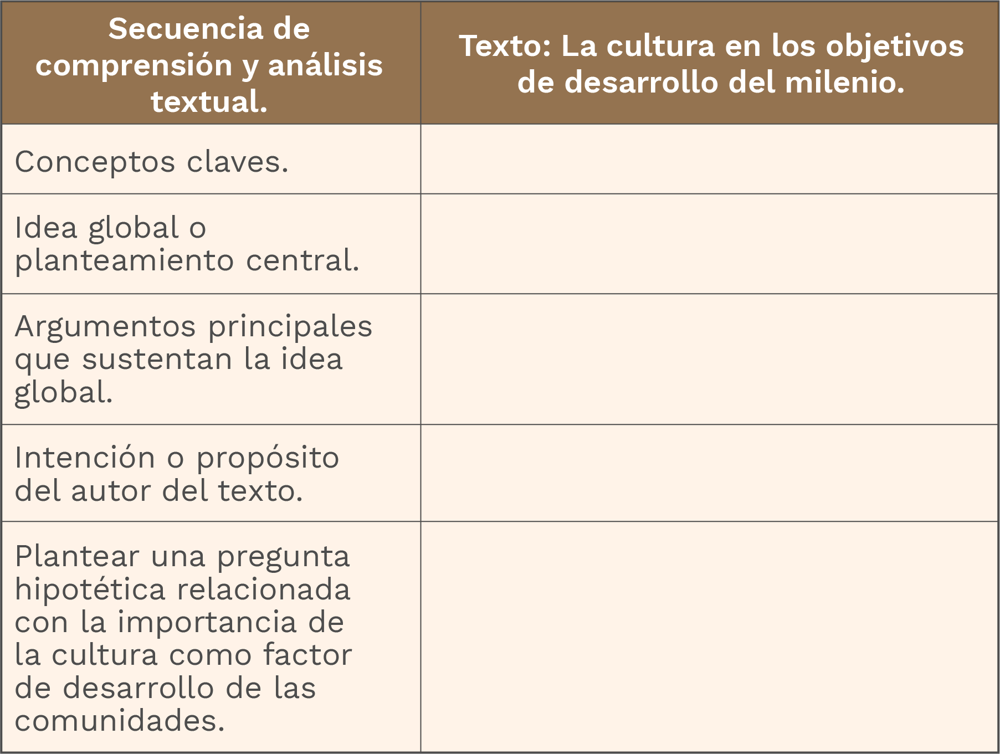 Secuencia de
comprensión y análisis
textual.
Texto: La cultura en los objetivos
de desarrollo del milenio.
Conceptos claves.
Idea global o
planteamiento central.
Argumentos principales
que sustentan la idea
global.
Intención o propósito
del autor del texto.
Plantear una pregunta
hipotética relacionada
con la importancia de
la cultura como factor
de desarrollo de las
comunidades.